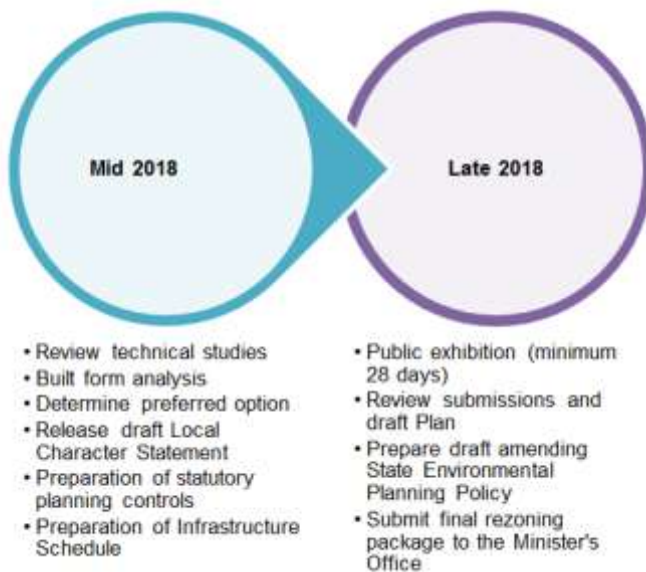 Mid 2018
Late 2018
• Review technical studies
• Built form analysis
• Determine preferred option
• Release draft Local
Character Statement
• Preparation of statutory
planning controls
• Preparation of Infrastructure
Schedule
• Public exhibition (minimum
28 days)
• Review submissions and
draft Plan
• Prepare draft amending
State Environmental
Planning Policy
• Submit final rezoning
package to the Minister's
Office